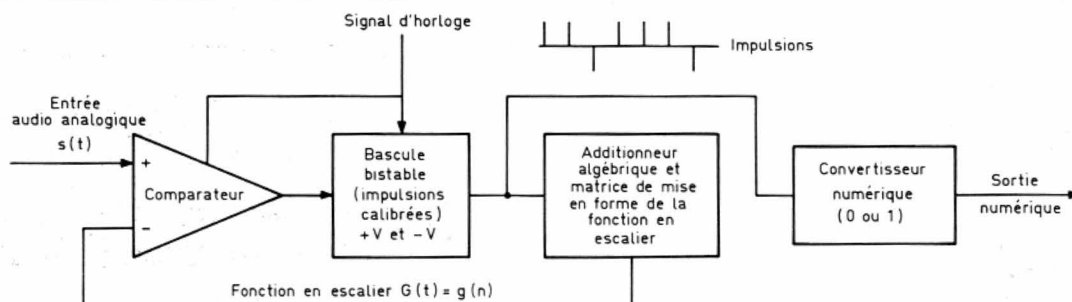 Signal d'horloge
Impulsions
Entrée
audio analogique
s(t)
+
Comparateur
−
Bascule
bistable
(impulsions
calibrées)
+V et −V
Additionneur
algébrique et
matrice de mise
en forme de la
fonction en
escalier
Convertisseur
numérique
(0 ou 1)
Sortie
numérique
Fonction en escalier G(t) = g(n)